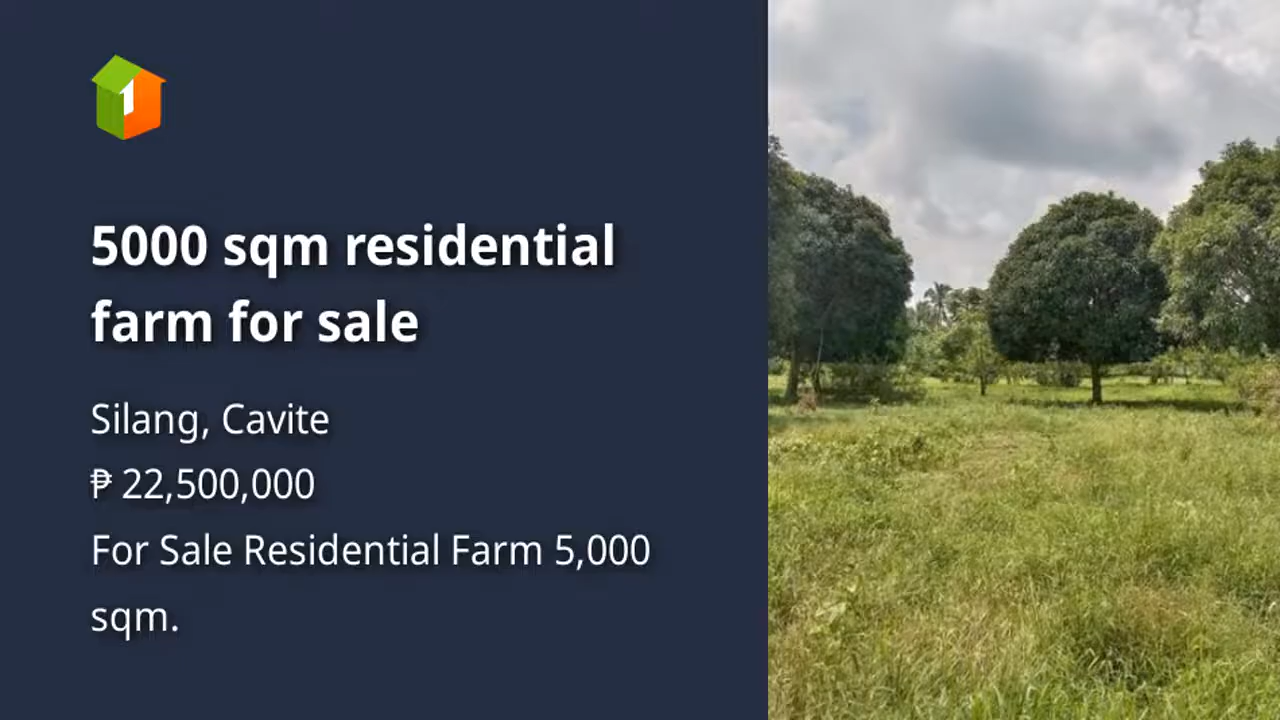 5000 sqm residential
farm for sale
Silang, Cavite
₱ 22,500,000
For Sale Residential Farm 5,000
sqm.